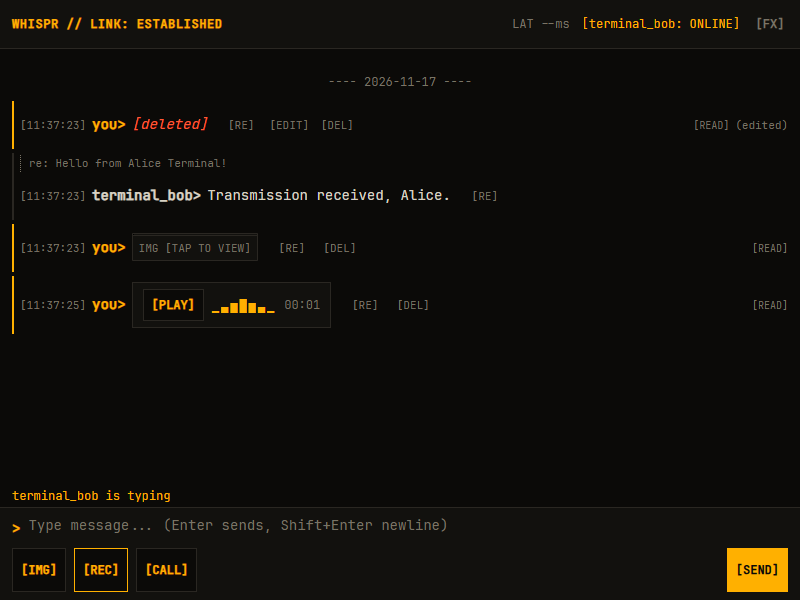 WHISPR // LINK: ESTABLISHED LAT --ms [terminal_bob: ONLINE] [FX]
---- 2026-11-17 ----
[11:37:23] you> [deleted] [RE] [EDIT] [DEL] [READ] (edited)
re: Hello from Alice Terminal!
[11:37:23] terminal_bob> Transmission received, Alice. [RE]
[11:37:23] you> IMG [TAP TO VIEW] [RE] [DEL] [READ]
[11:37:25] you> [PLAY] 00:01 [RE] [DEL] [READ]
terminal_bob is typing
> Type message... (Enter sends, Shift+Enter newline)
[IMG] [REC] [CALL] [SEND]